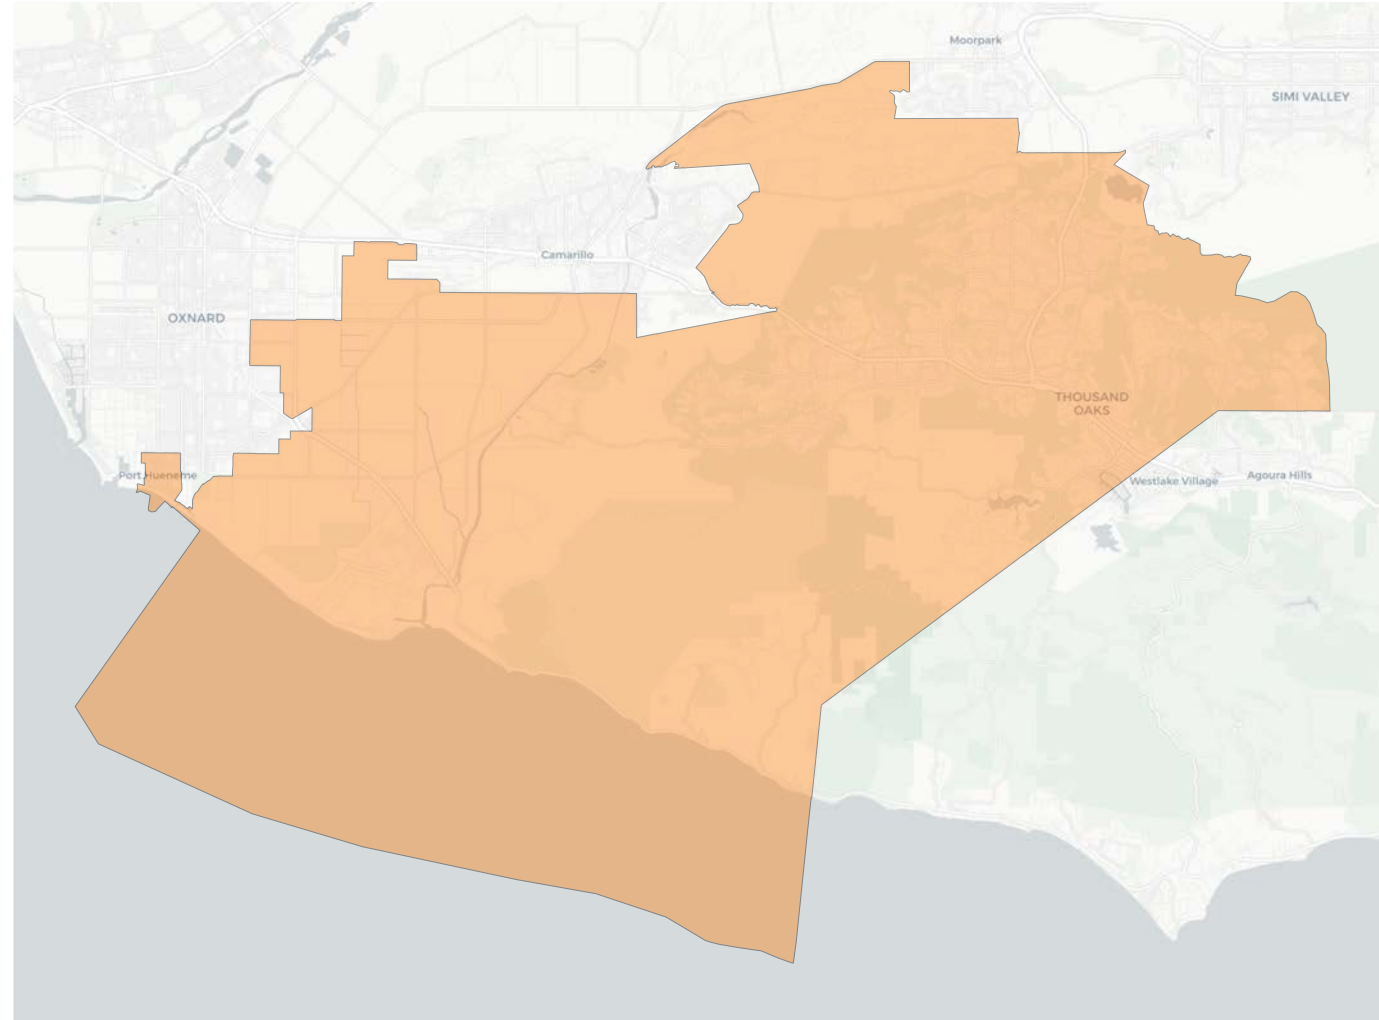 Moorpark
SIMI VALLEY
Camarillo
OXNARD
THOUSAND
OAKS
Port Hueneme
Westlake Village
Agoura Hills